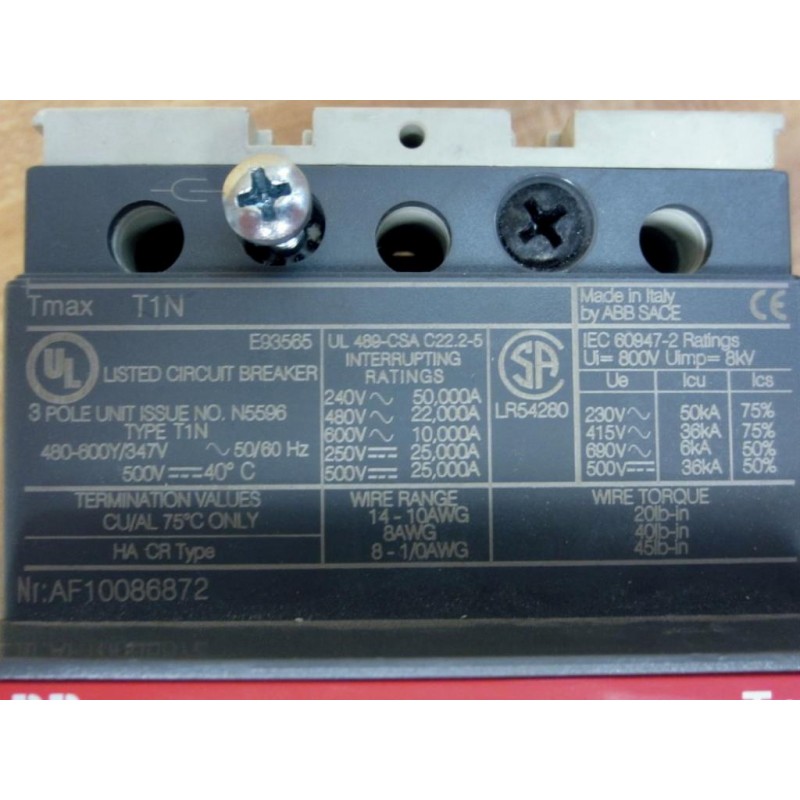 Tmax T1N
Made in Italy
by ABB SACE
CE
E93565
UL
LISTED CIRCUIT BREAKER
3 POLE UNIT ISSUE NO. N5596
TYPE T1N
480-600Y/347V ~ 50/60 Hz
500V ⎓ 40° C
UL 489-CSA C22.2-5
INTERRUPTING
RATINGS
240V ~ 50,000A
480V ~ 22,000A
600V ~ 10,000A
250V ⎓ 25,000A
500V ⎓ 25,000A
SA
LR54280
IEC 60947-2 Ratings
Ui= 800V Uimp= 8kV
Ue Icu Ics
230V ~ 50kA 75%
415V ~ 36kA 75%
690V ~ 6kA 50%
500V ⎓ 36kA 50%
TERMINATION VALUES
CU/AL 75°C ONLY
HA CR Type
WIRE RANGE
14 - 10AWG
8AWG
8 - 1/0AWG
WIRE TORQUE
20lb-in
40lb-in
45lb-in
Nr:AF10086872